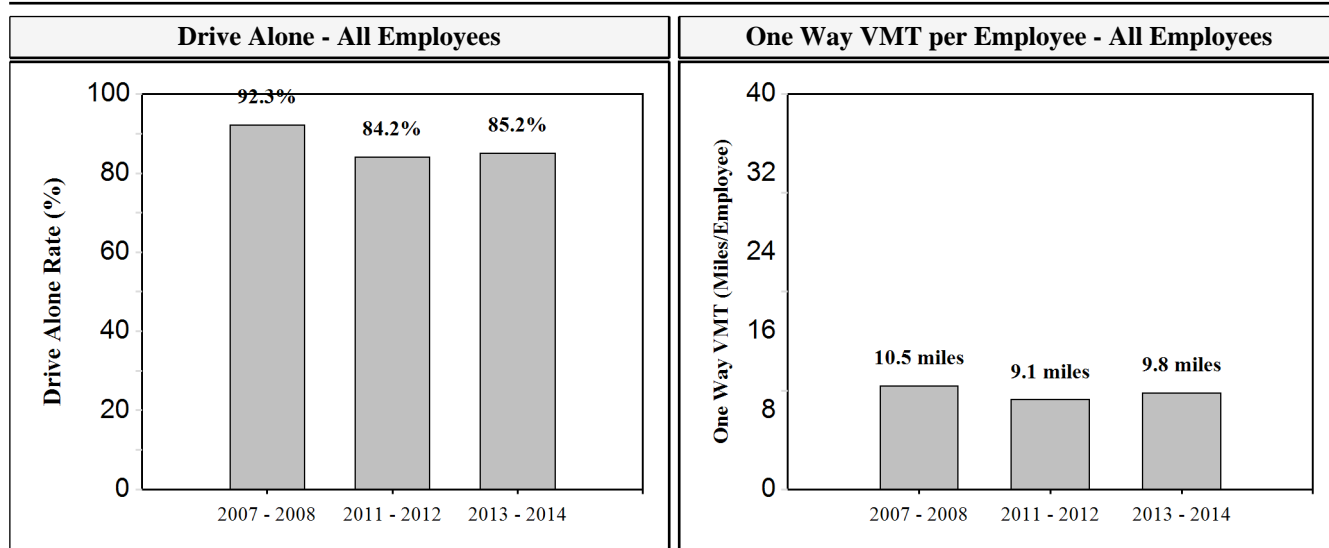 Drive Alone - All Employees
One Way VMT per Employee - All Employees
Drive Alone Rate (%)
100
80
60
40
20
0
92.3%
84.2%
85.2%
2007 - 2008
2011 - 2012
2013 - 2014
One Way VMT (Miles/Employee)
40
32
24
16
8
0
10.5 miles
9.1 miles
9.8 miles
2007 - 2008
2011 - 2012
2013 - 2014